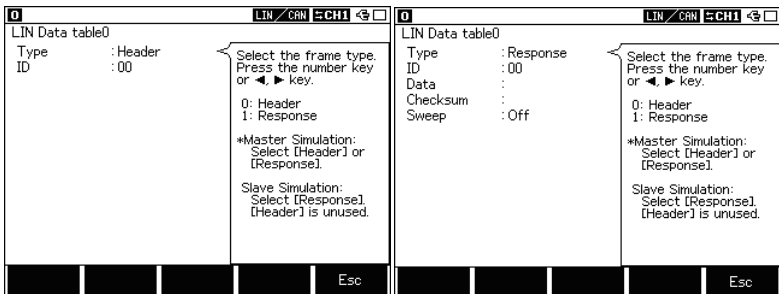 0 LIN/CAN CH1
LIN Data table0
Type : Header
ID : 00
Select the frame type.
Press the number key
or ◄, ► key.
0: Header
1: Response
*Master Simulation:
Select [Header] or
[Response].
Slave Simulation:
Select [Response].
[Header] is unused.
Esc
0 LIN/CAN CH1
LIN Data table0
Type : Response
ID : 00
Data :
Checksum :
Sweep : Off
Select the frame type.
Press the number key
or ◄, ► key.
0: Header
1: Response
*Master Simulation:
Select [Header] or
[Response].
Slave Simulation:
Select [Response].
[Header] is unused.
Esc